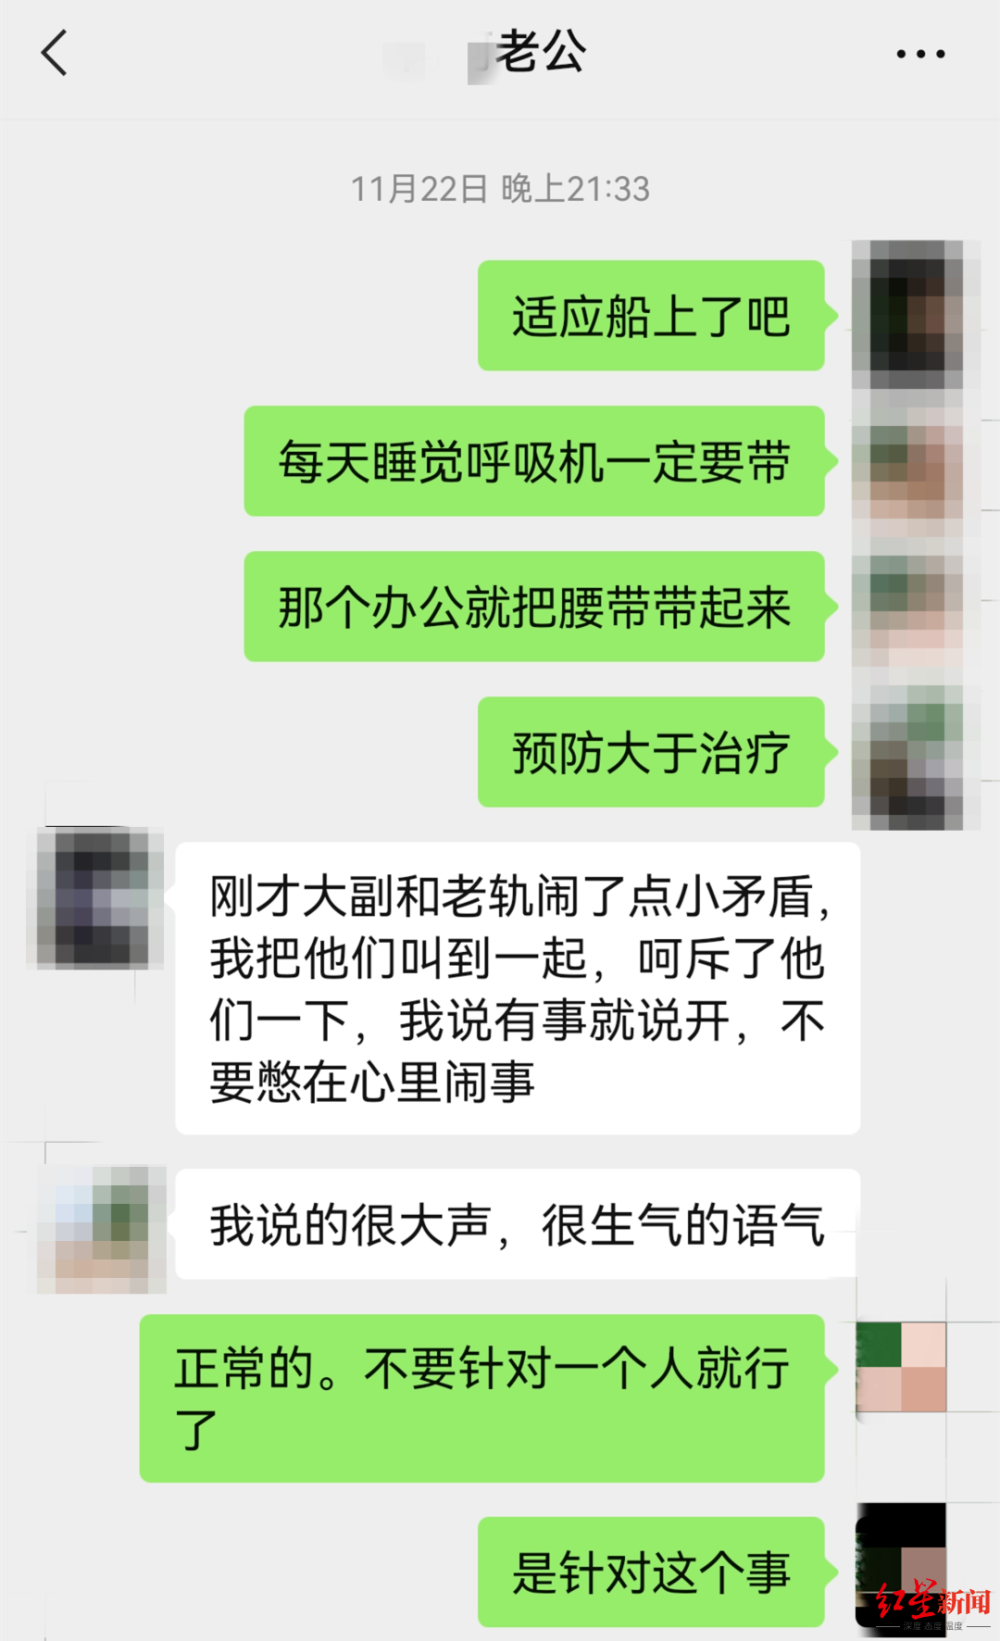 老公
11月22日 晚上21:33
适应船上了吧
每天睡觉呼吸机一定要带
那个办公就把腰带带起来
预防大于治疗
刚才大副和老轨闹了点小矛盾，
我把他们叫到一起，呵斥了他
们一下，我说有事就说开，不
要憋在心里闹事
我说的很大声，很生气的语气
正常的。不要针对一个人就行
了
是针对这个事
红星新闻
深度 态度 温度